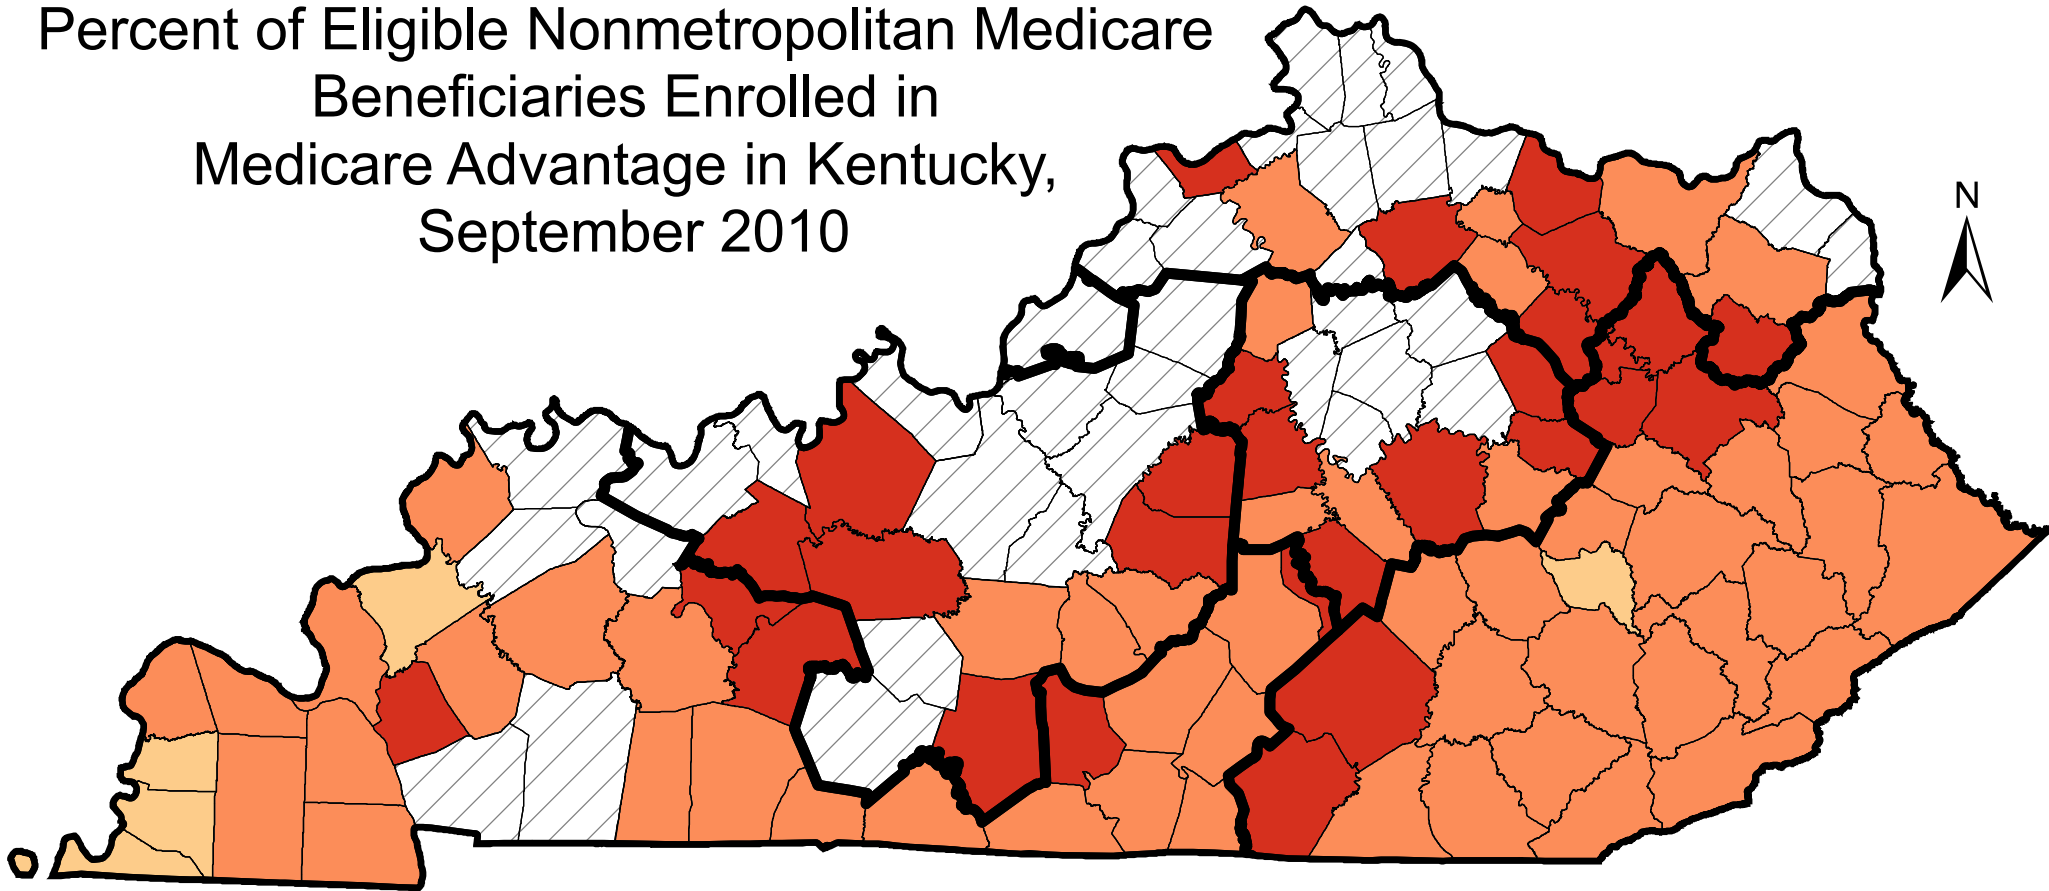 Percent of Eligible Nonmetropolitan Medicare
Beneficiaries Enrolled in
Medicare Advantage in Kentucky,
September 2010
N